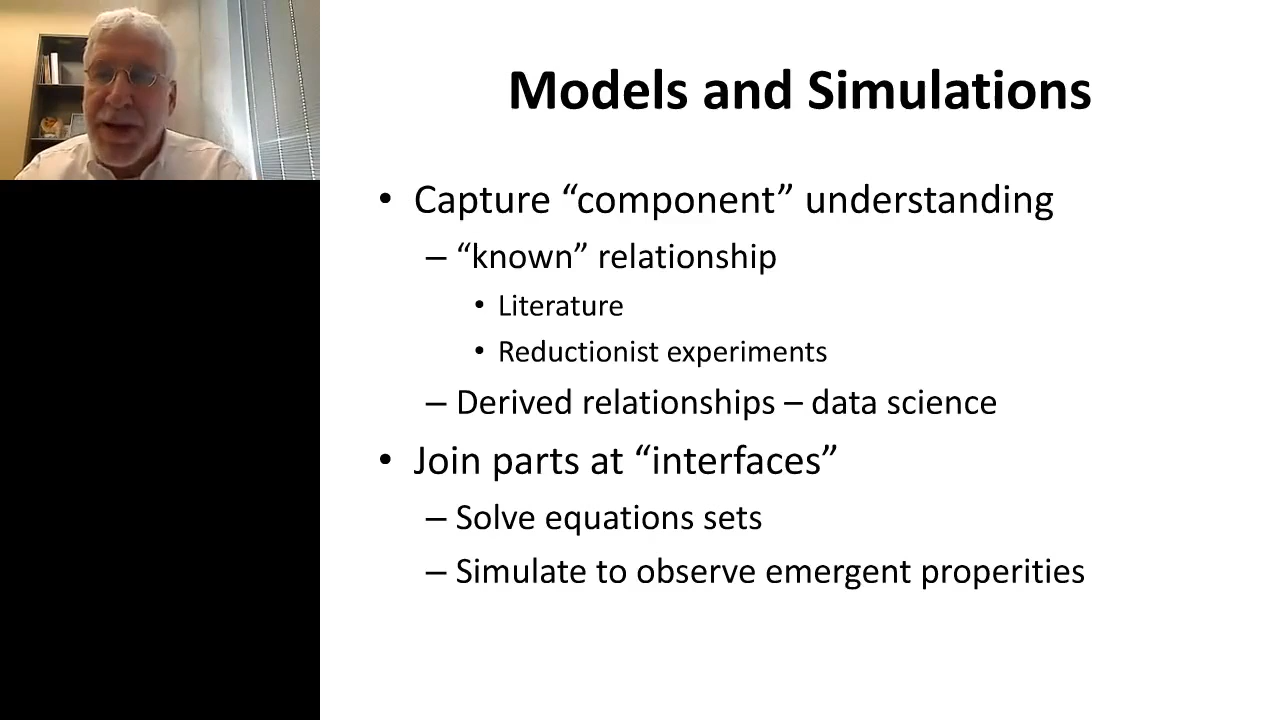 Models and Simulations
• Capture “component” understanding
– “known” relationship
• Literature
• Reductionist experiments
– Derived relationships – data science
• Join parts at “interfaces”
– Solve equations sets
– Simulate to observe emergent properities